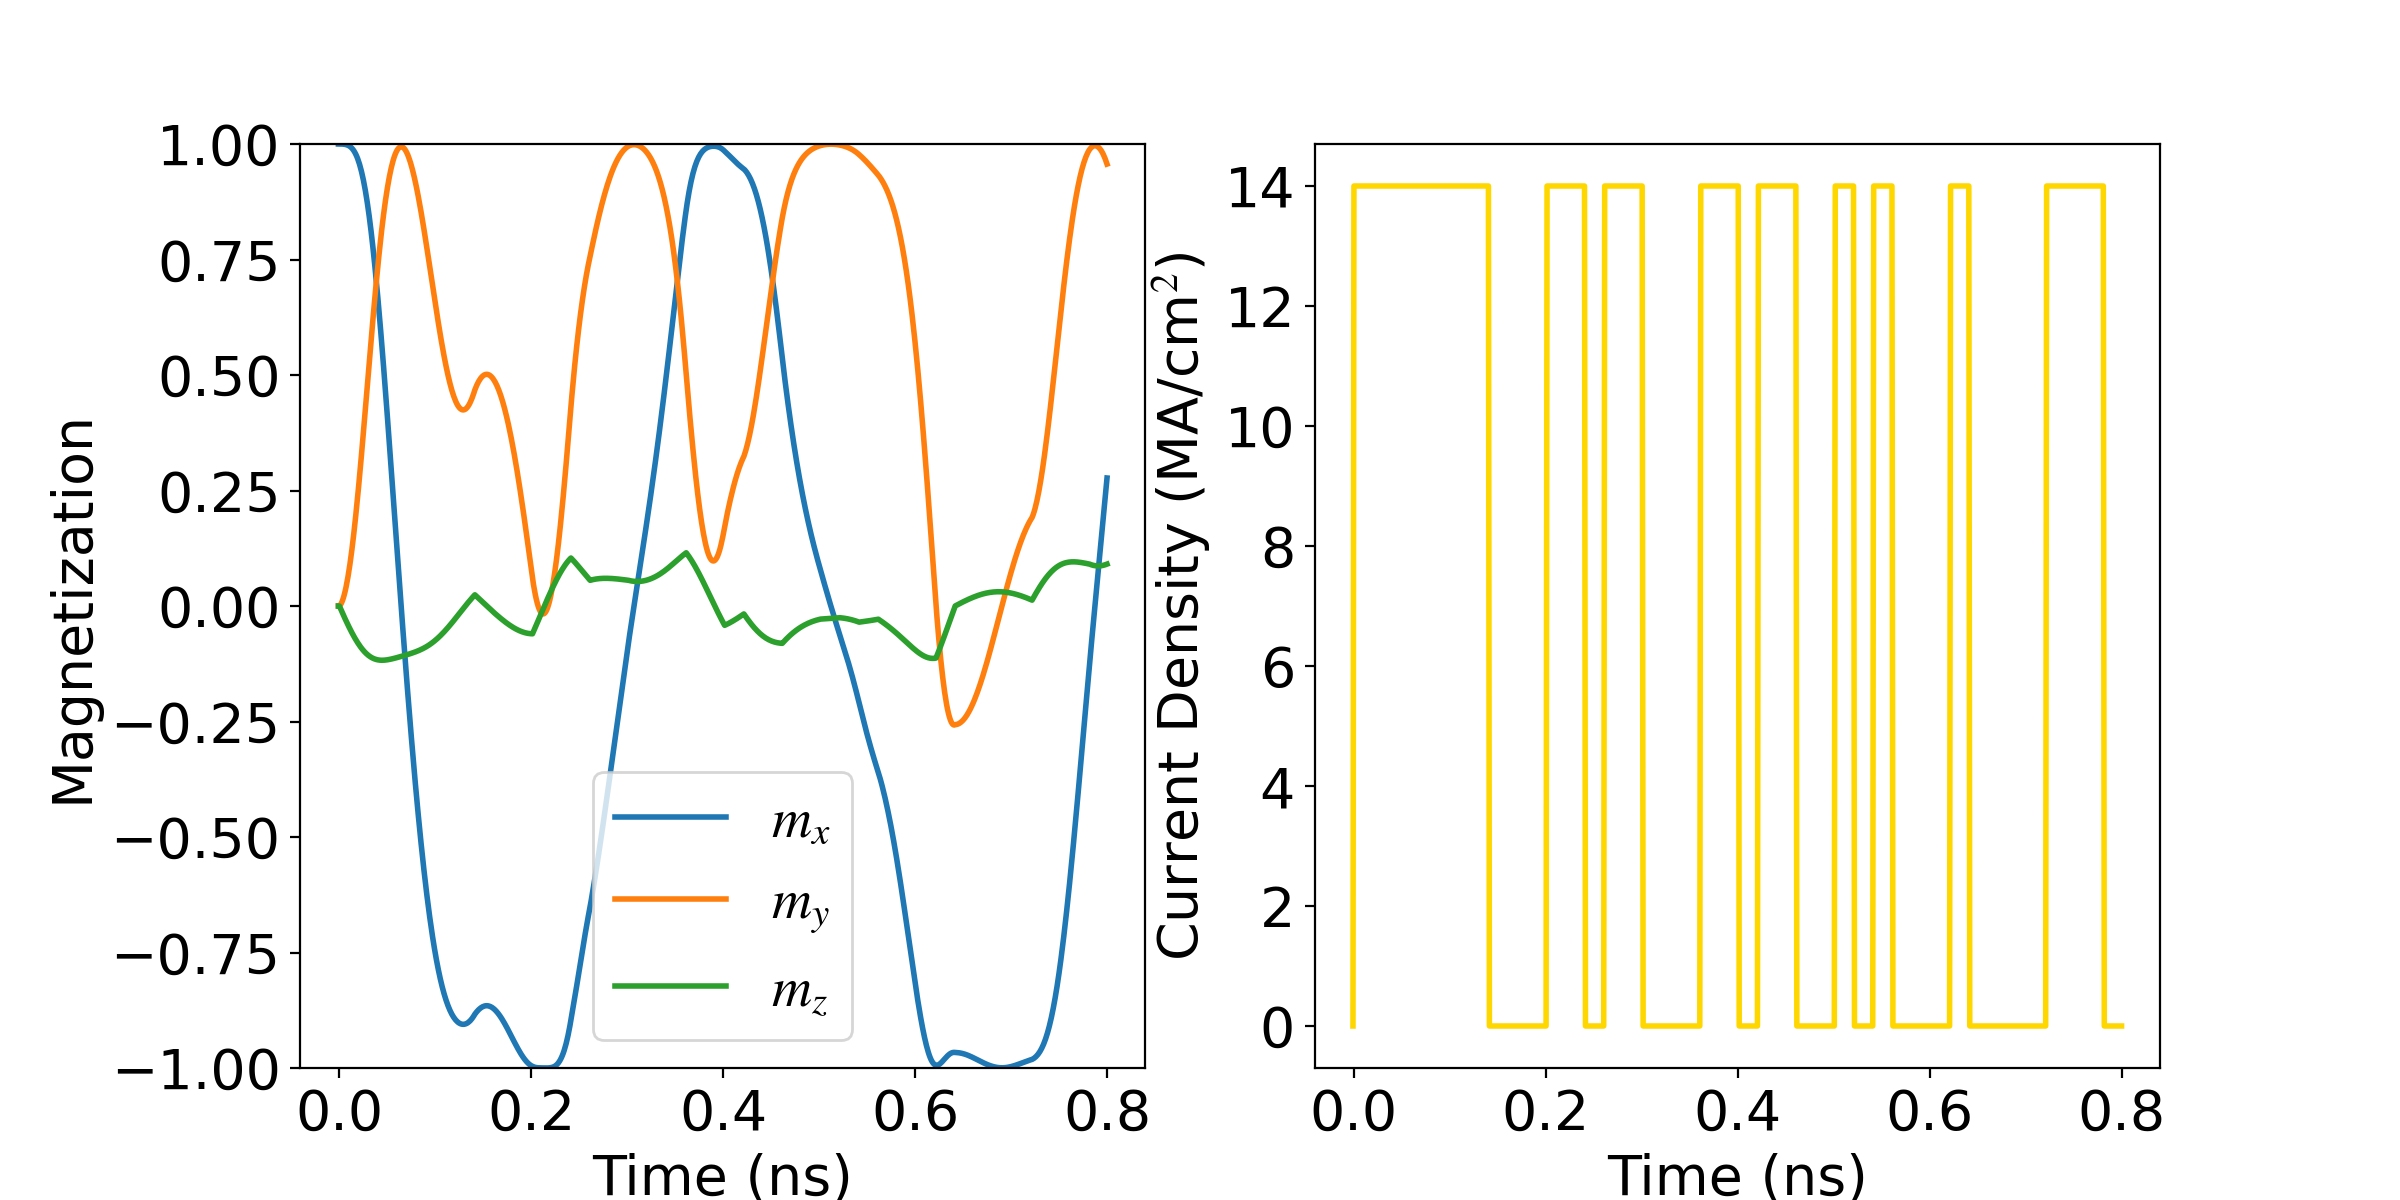 Magnetization
1.00
0.75
0.50
0.25
0.00
−0.25
−0.50
−0.75
−1.00
0.0 0.2 0.4 0.6 0.8
Time (ns)
m_x
m_y
m_z
Current Density (MA/cm²)
14
12
10
8
6
4
2
0
0.0 0.2 0.4 0.6 0.8
Time (ns)